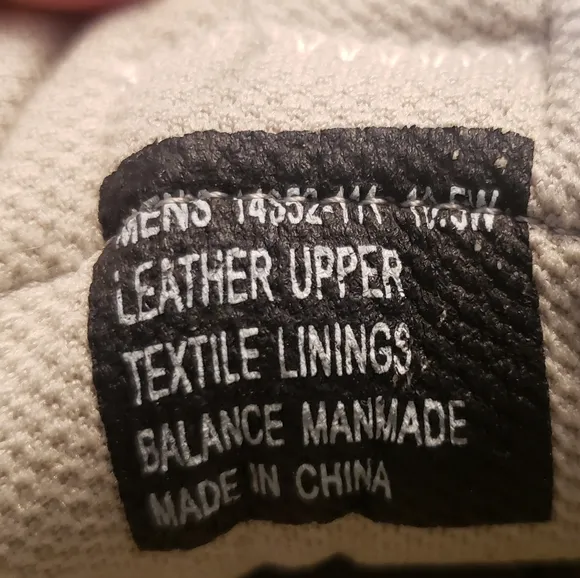 MENS 10.5W
LEATHER UPPER
TEXTILE LININGS
BALANCE MANMADE
MADE IN CHINA